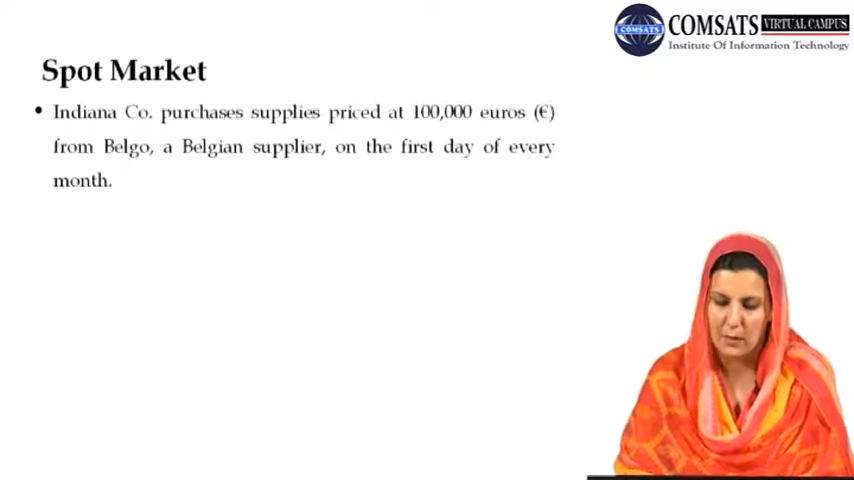 COMSATS VIRTUAL CAMPUS
COMSATS
Institute Of Information Technology
Spot Market
• Indiana Co. purchases supplies priced at 100,000 euros (€)
from Belgo, a Belgian supplier, on the first day of every
month.